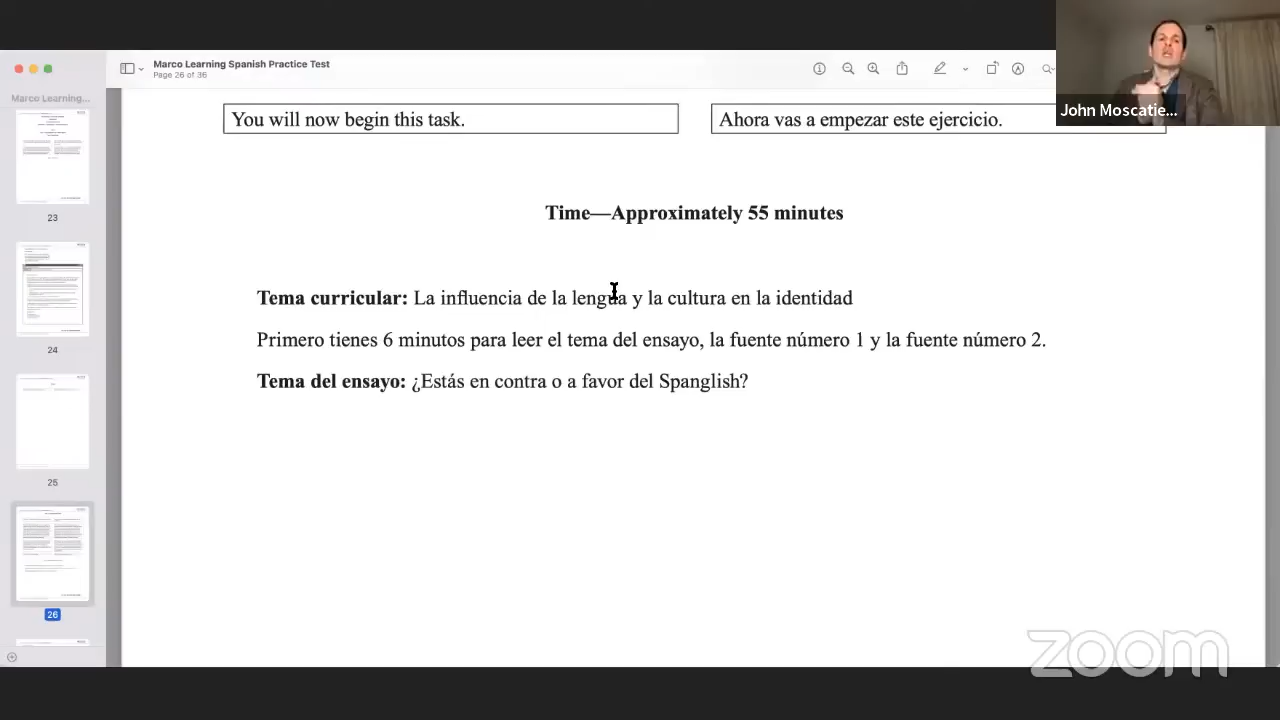 Marco Learning Spanish Practice Test
Page 26 of 36
Marco Learning...
23
24
25
26
You will now begin this task.
Ahora vas a empezar este ejercicio.
Time—Approximately 55 minutes
Tema curricular: La influencia de la lengua y la cultura en la identidad
Primero tienes 6 minutos para leer el tema del ensayo, la fuente número 1 y la fuente número 2.
Tema del ensayo: ¿Estás en contra o a favor del Spanglish?
John Moscatie...
zoom